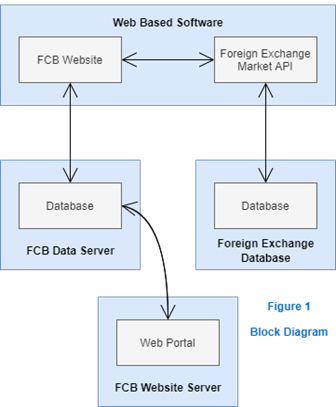 Web Based Software
FCB Website
Foreign Exchange
Market API
Database
FCB Data Server
Database
Foreign Exchange
Database
Web Portal
FCB Website Server
Figure 1
Block Diagram